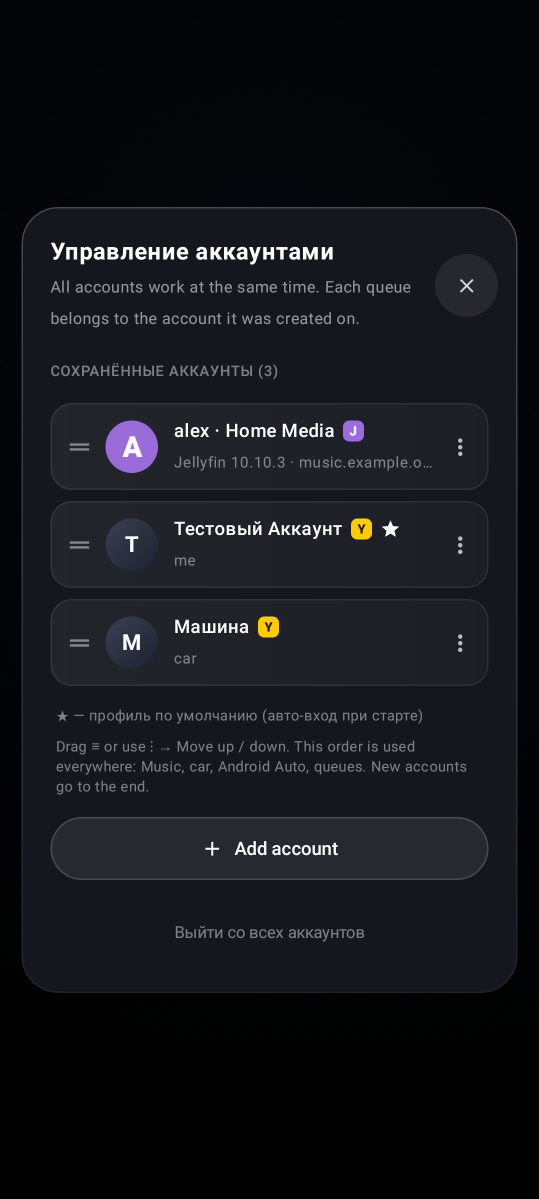 Управление аккаунтами
All accounts work at the same time. Each queue
belongs to the account it was created on.
СОХРАНЁННЫЕ АККАУНТЫ (3)
A
alex · Home Media J
Jellyfin 10.10.3 · music.example.o…
Т
Тестовый Аккаунт Y ★
me
М
Машина Y
car
★ — профиль по умолчанию (авто-вход при старте)
Drag ≡ or use ⋮ → Move up / down. This order is used
everywhere: Music, car, Android Auto, queues. New accounts
go to the end.
+ Add account
Выйти со всех аккаунтов